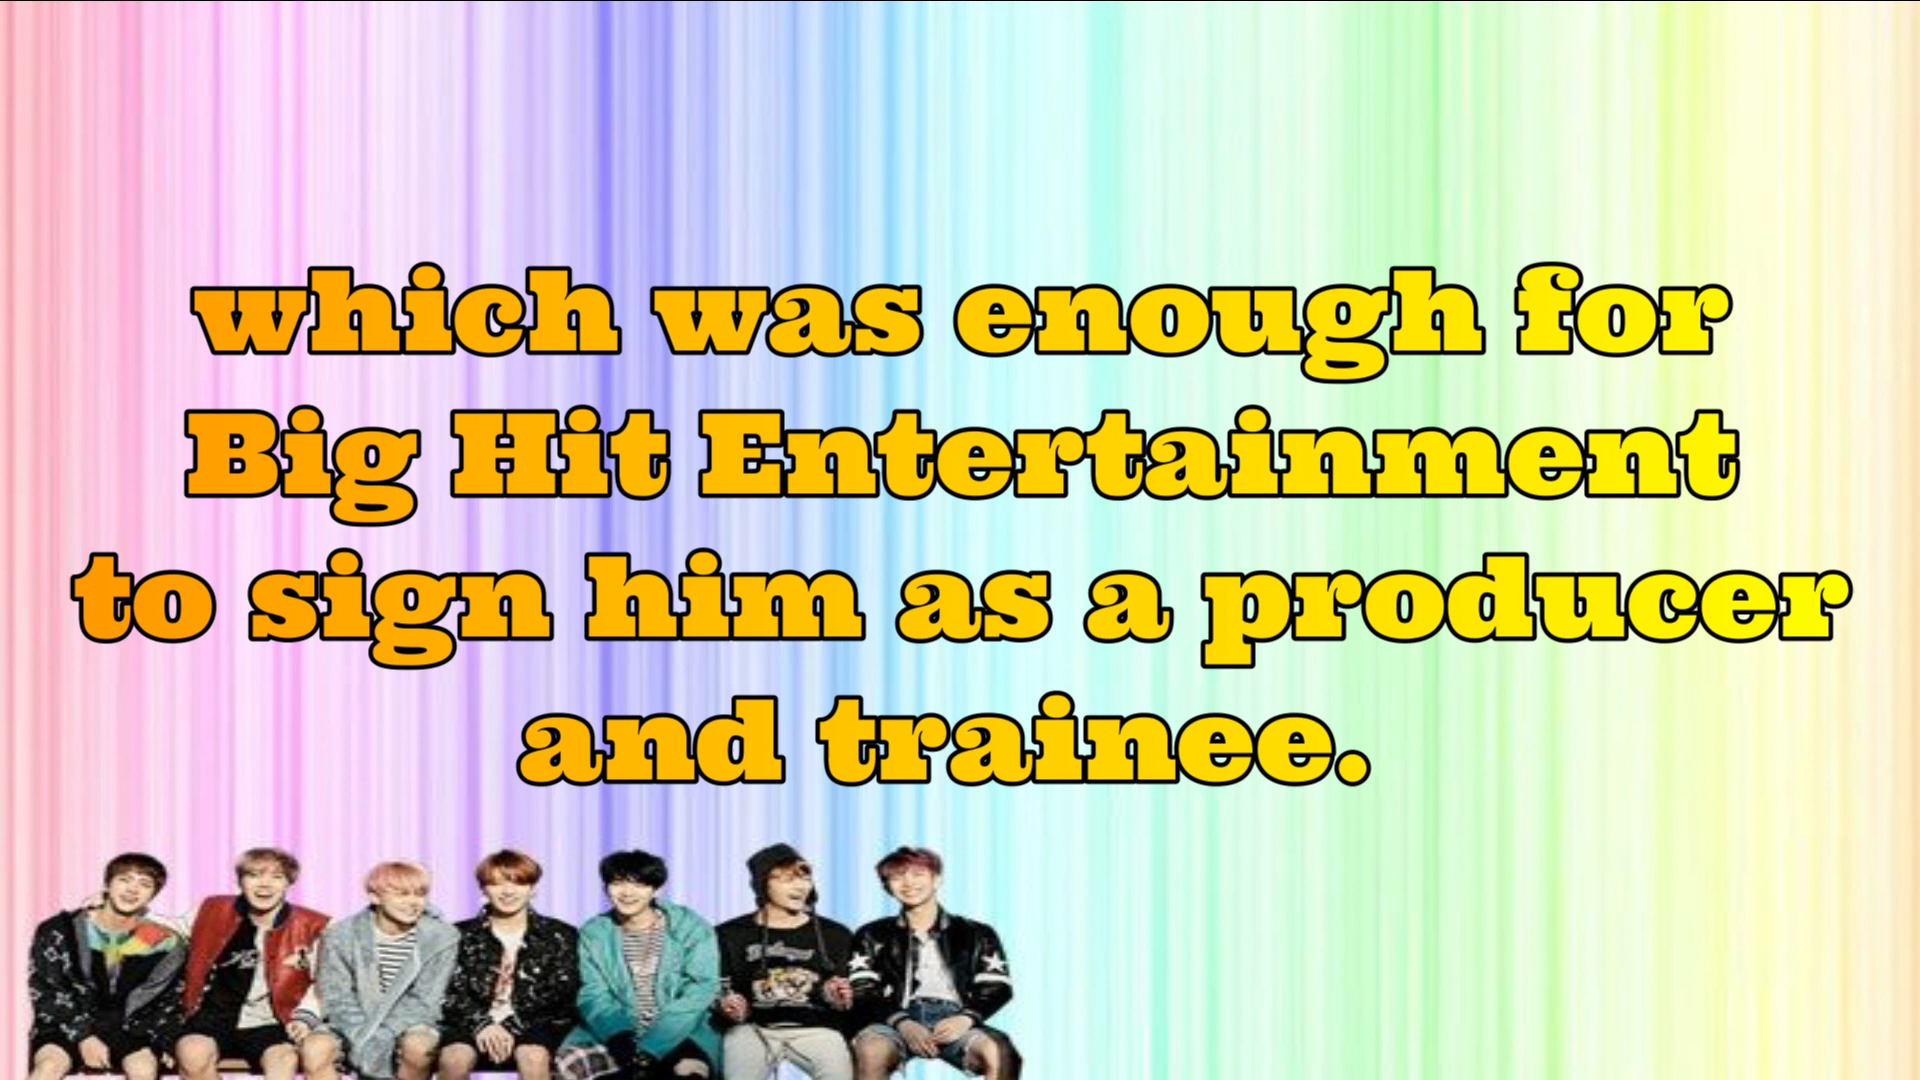 which was enough for
Big Hit Entertainment
to sign him as a producer
and trainee.